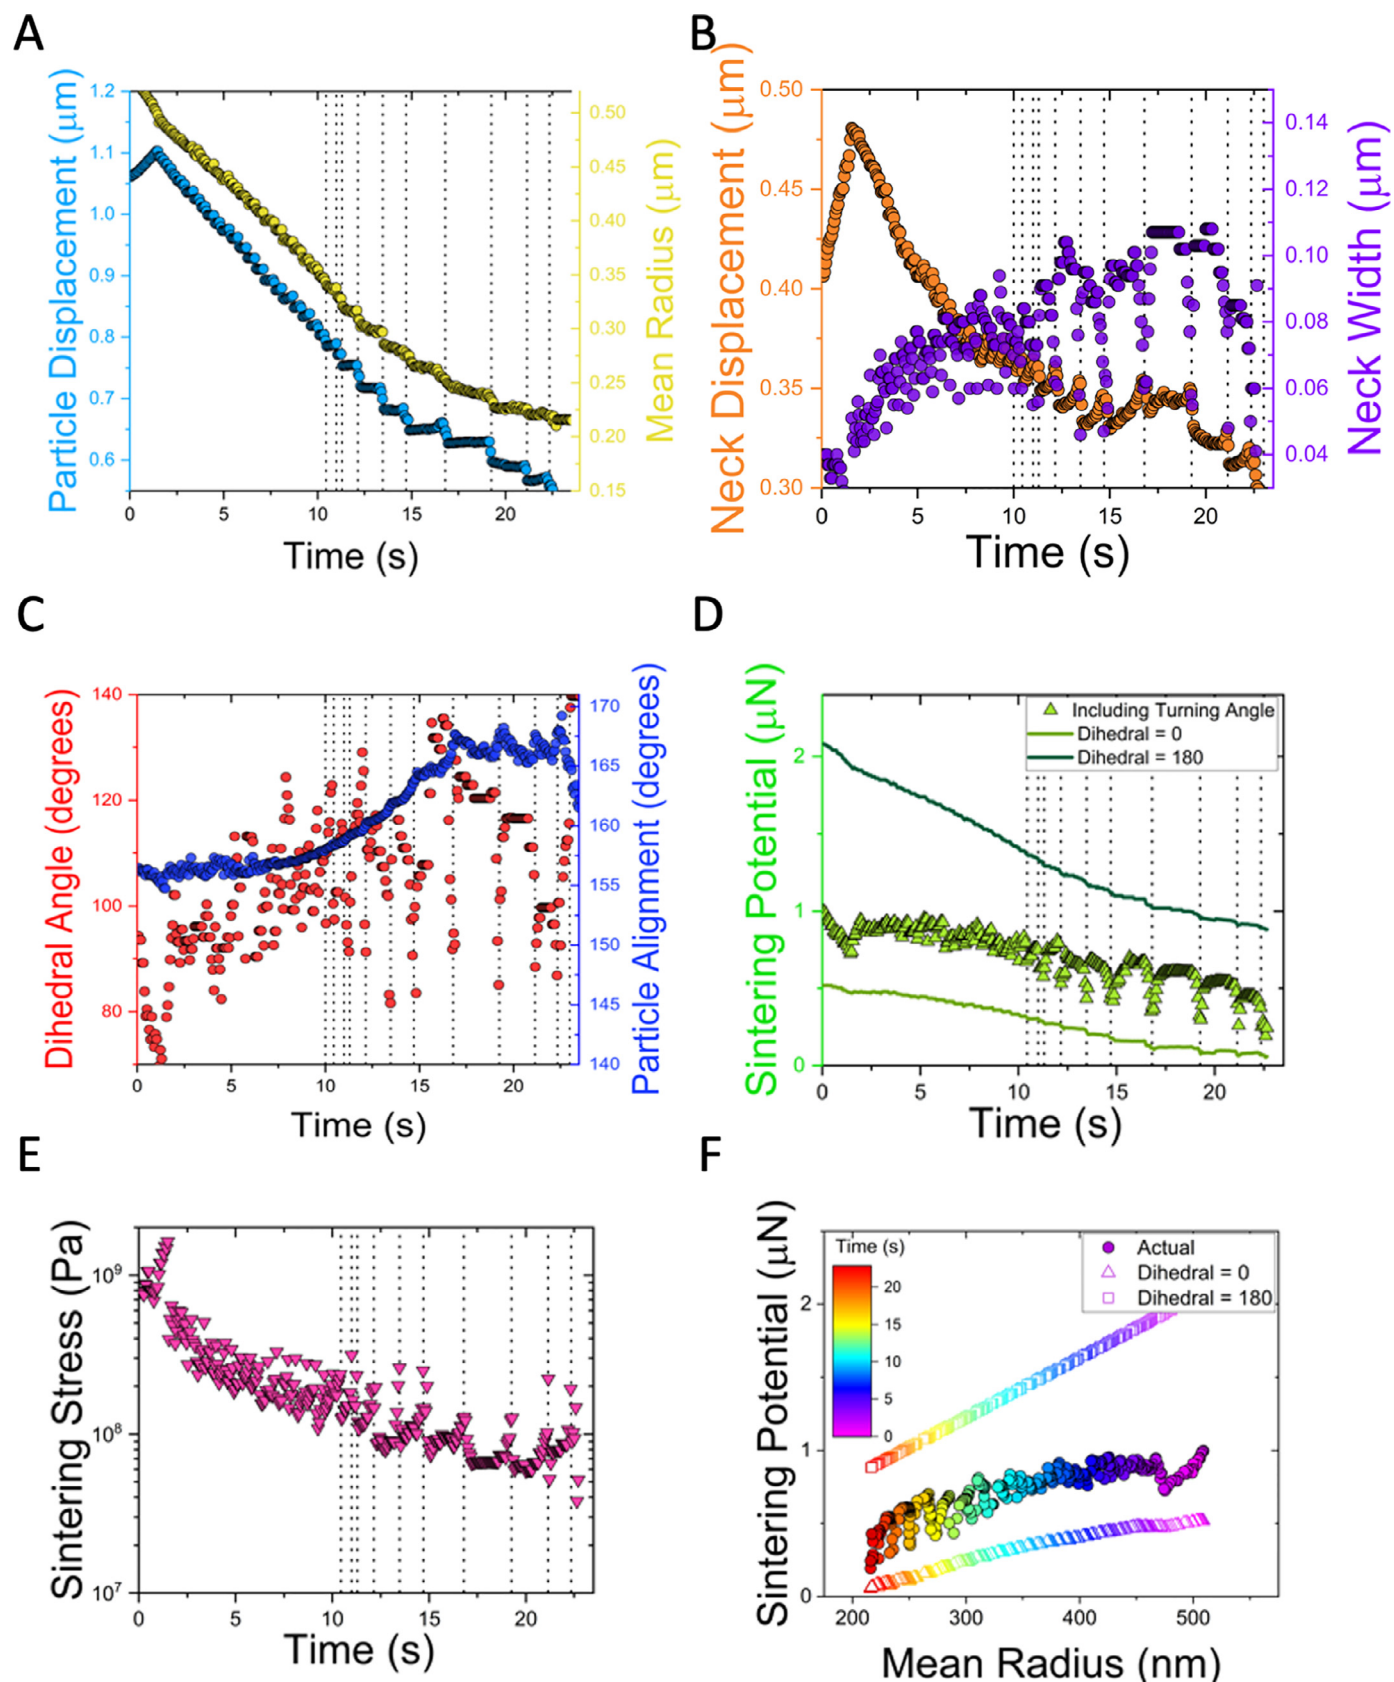 A
Particle Displacement (μm)
1.2
1.1
1.0
0.9
0.8
0.7
0.6
0.50
0.45
0.40
0.35
0.30
0.25
0.20
0.15
Mean Radius (μm)
0
5
10
15
20
Time (s)
B
Neck Displacement (μm)
0.50
0.45
0.40
0.35
0.30
0.14
0.12
0.10
0.08
0.06
0.04
Neck Width (μm)
0
5
10
15
20
Time (s)
C
Dihedral Angle (degrees)
140
120
100
80
170
165
160
155
150
145
140
Particle Alignment (degrees)
0
5
10
15
20
Time (s)
D
Sintering Potential (μN)
2
1
0
Including Turning Angle
Dihedral = 0
Dihedral = 180
0
5
10
15
20
Time (s)
E
Sintering Stress (Pa)
10⁹
10⁸
10⁷
0
5
10
15
20
Time (s)
F
Sintering Potential (μN)
2
1
0
Time (s)
20
15
10
5
0
Actual
Dihedral = 0
Dihedral = 180
200
300
400
500
Mean Radius (nm)